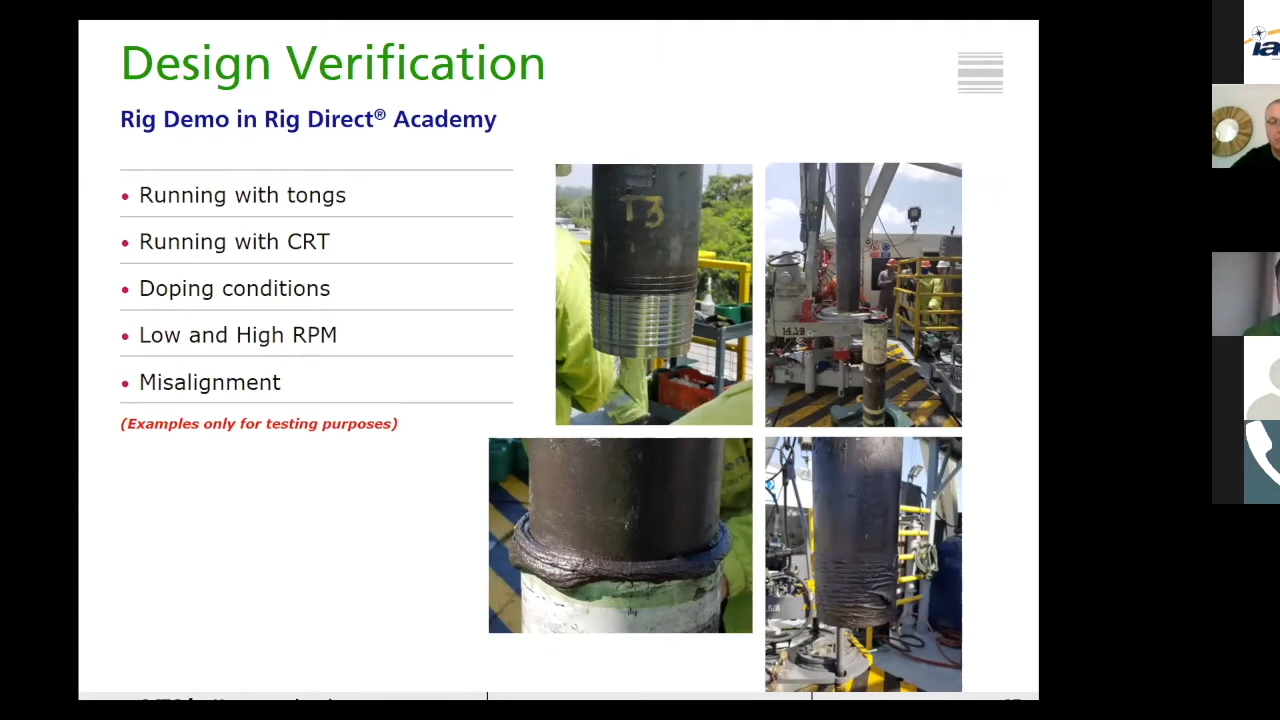 Design Verification
Rig Demo in Rig Direct® Academy
• Running with tongs
• Running with CRT
• Doping conditions
• Low and High RPM
• Misalignment
(Examples only for testing purposes)
T3